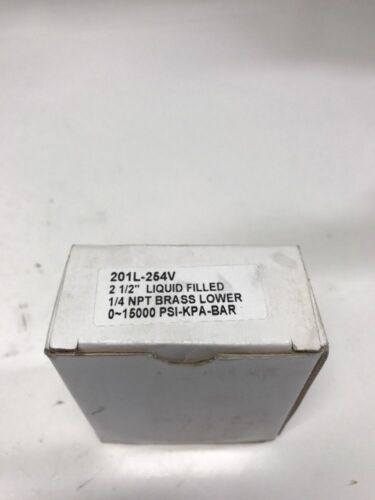 201L-254V
2 1/2" LIQUID FILLED
1/4 NPT BRASS LOWER
0~15000 PSI-KPA-BAR